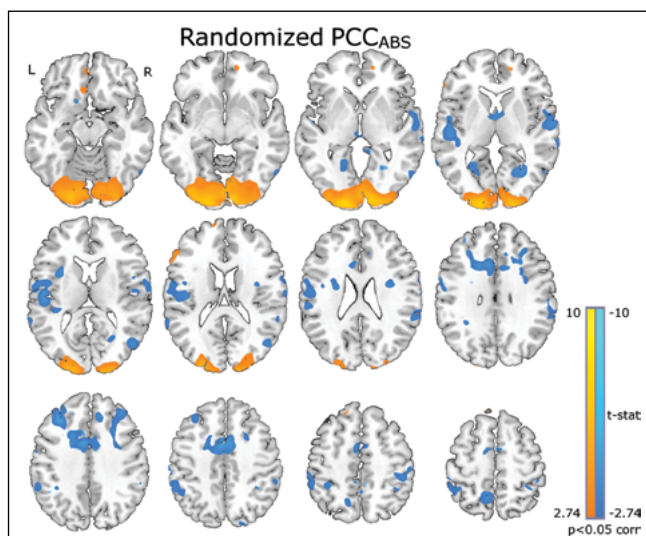 Randomized PCCABS
L R
10 -10
t-stat
2.74 -2.74
p<0.05 corr